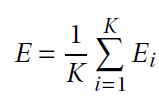 E = \frac{1}{K} \sum_{i=1}^{K} E_i